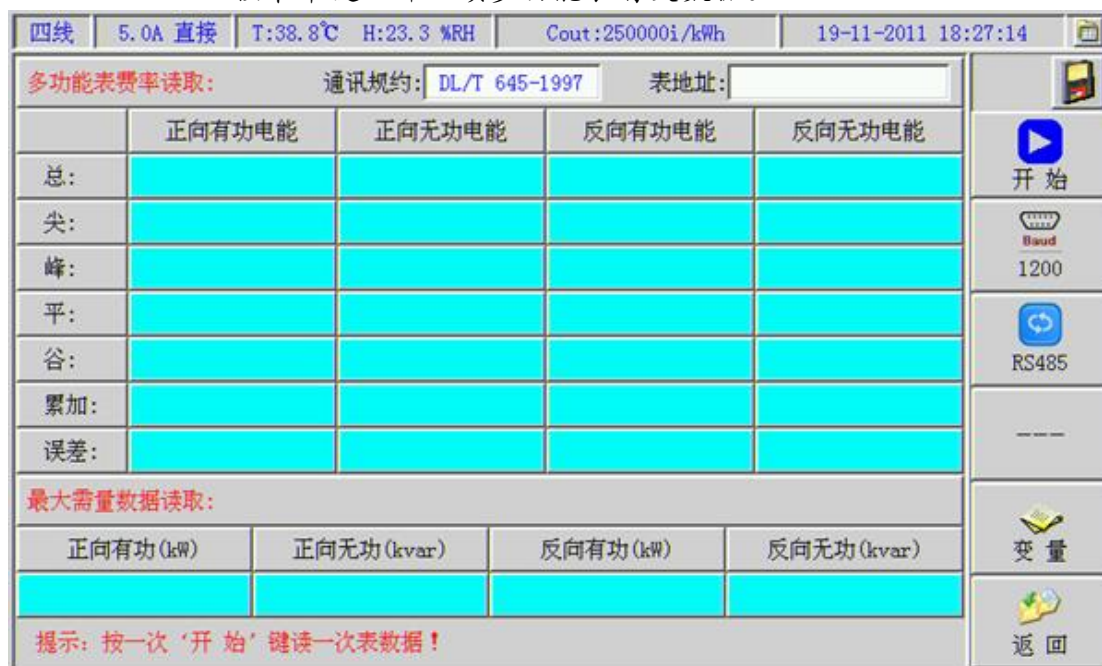 四线 5.0A 直接 T:38.8℃ H:23.3 %RH Cout:250000i/kWh 19-11-2011 18:27:14
多功能表费率读取: 通讯规约: DL/T 645-1997 表地址:
正向有功电能 正向无功电能 反向有功电能 反向无功电能
总:
尖:
峰:
平:
谷:
累加:
误差:
最大需量数据读取:
正向有功(kW) 正向无功(kvar) 反向有功(kW) 反向无功(kvar)
提示: 按一次‘开 始’键读一次表数据!
开 始
Baud
1200
RS485
---
变 量
返 回